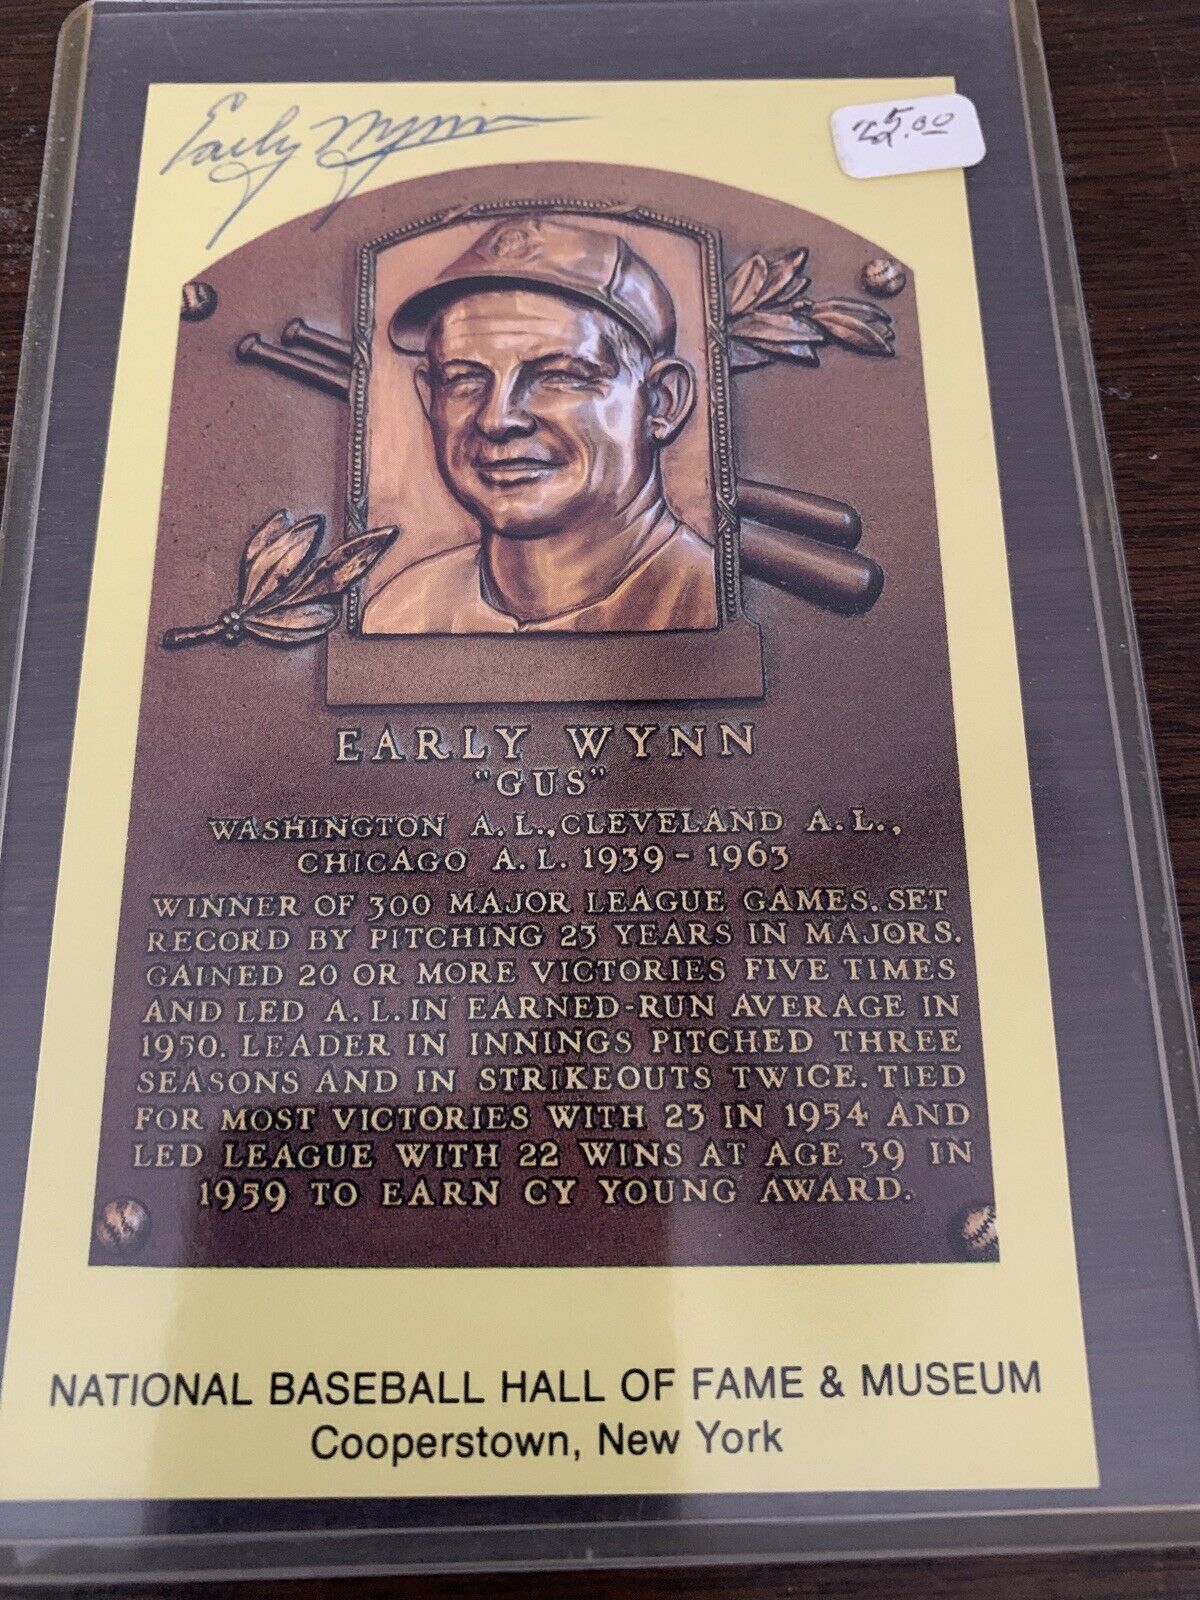 Early Wynn
25.00
EARLY WYNN
"GUS"
WASHINGTON A.L., CLEVELAND A.L.,
CHICAGO A.L. 1939 - 1963
WINNER OF 300 MAJOR LEAGUE GAMES. SET
RECORD BY PITCHING 23 YEARS IN MAJORS.
GAINED 20 OR MORE VICTORIES FIVE TIMES
AND LED A.L. IN EARNED-RUN AVERAGE IN
1950. LEADER IN INNINGS PITCHED THREE
SEASONS AND IN STRIKEOUTS TWICE. TIED
FOR MOST VICTORIES WITH 23 IN 1954 AND
LED LEAGUE WITH 22 WINS AT AGE 39 IN
1959 TO EARN CY YOUNG AWARD.
NATIONAL BASEBALL HALL OF FAME & MUSEUM
Cooperstown, New York